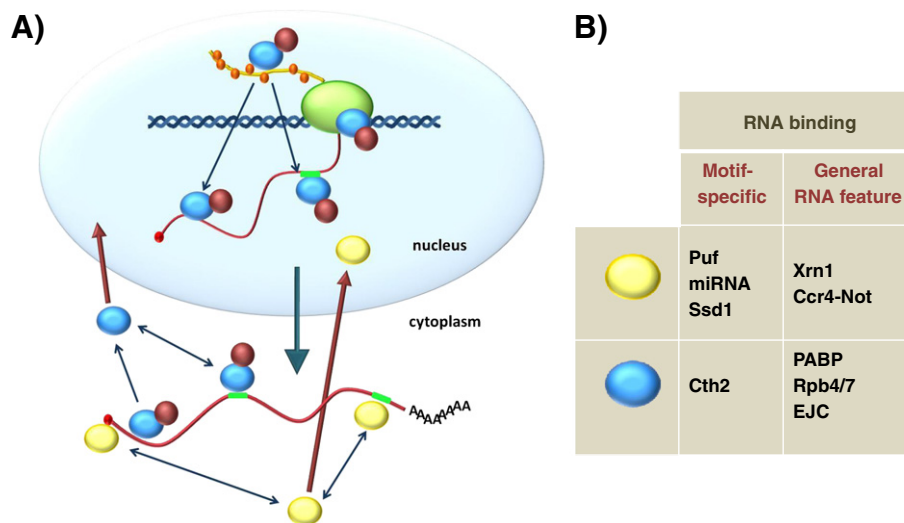 A)
nucleus
cytoplasm
AAAAAAA
B)
RNA binding
Motif-
specific
General
RNA feature
Puf
miRNA
Ssd1
Xrn1
Ccr4-Not
Cth2
PABP
Rpb4/7
EJC